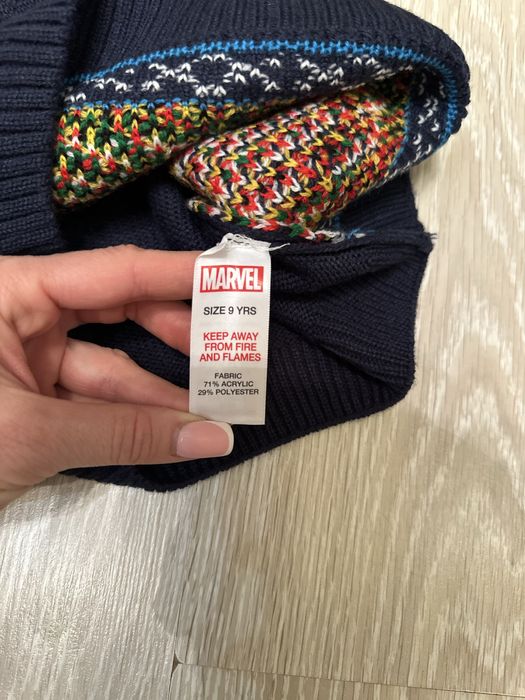 MARVEL
SIZE 9 YRS
KEEP AWAY
FROM FIRE
AND FLAMES
FABRIC
71% ACRYLIC
29% POLYESTER